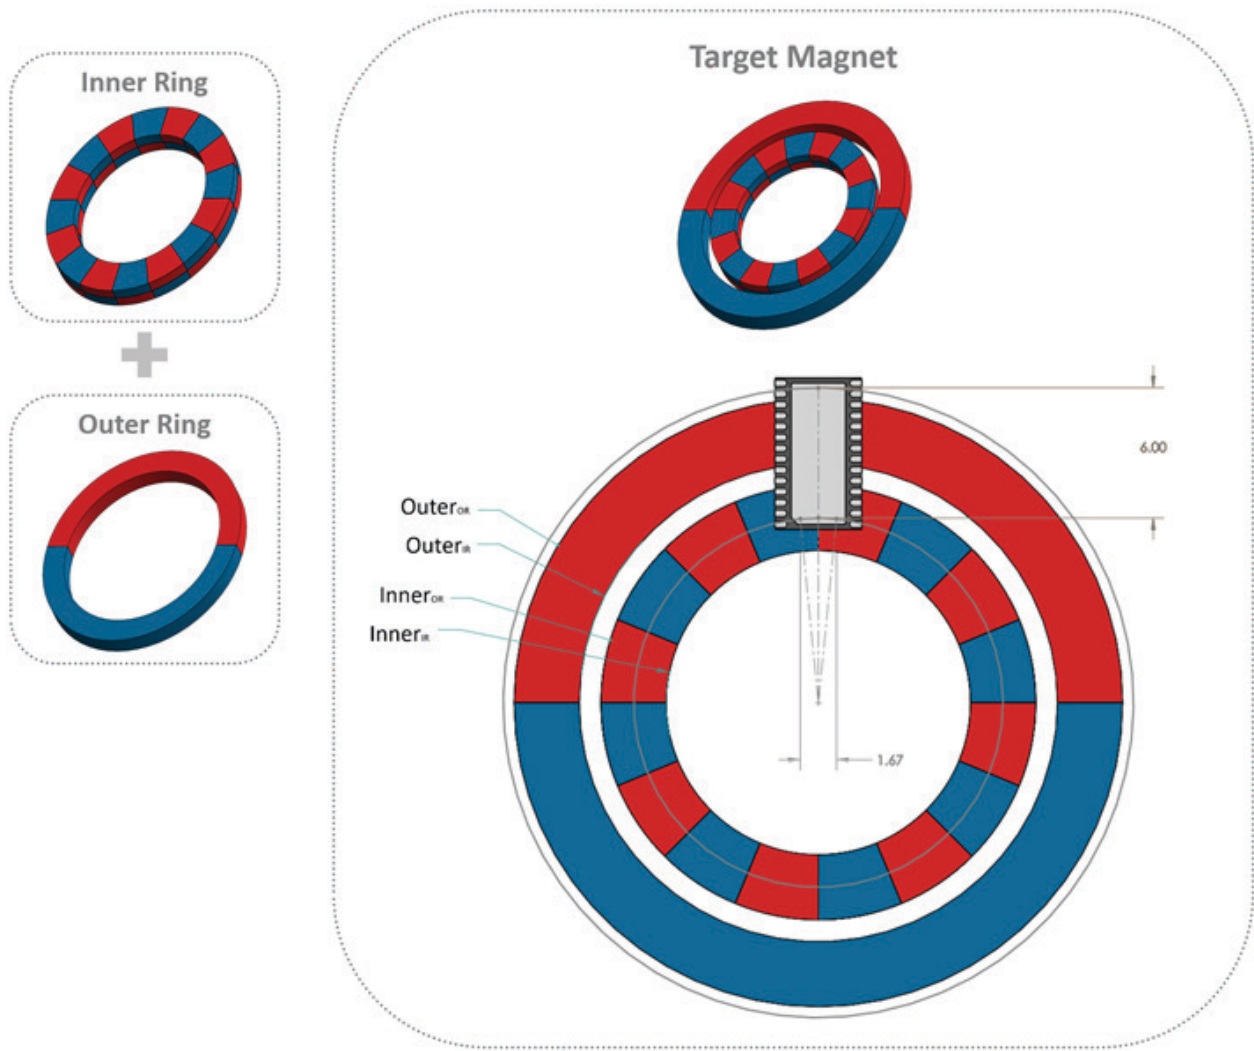 Inner Ring
Outer Ring
Target Magnet
6.00
OuterOR
OuterIR
InnerOR
InnerIR
1.67